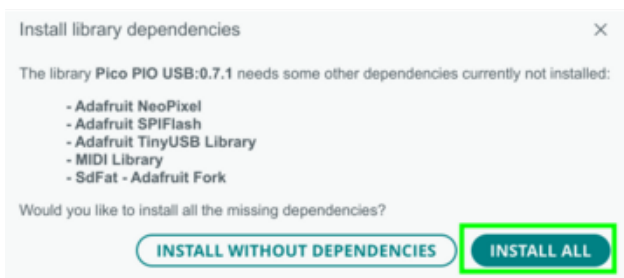 Install library dependencies
The library Pico PIO USB:0.7.1 needs some other dependencies currently not installed:
- Adafruit NeoPixel
- Adafruit SPIFlash
- Adafruit TinyUSB Library
- MIDI Library
- SdFat - Adafruit Fork
Would you like to install all the missing dependencies?
INSTALL WITHOUT DEPENDENCIES INSTALL ALL